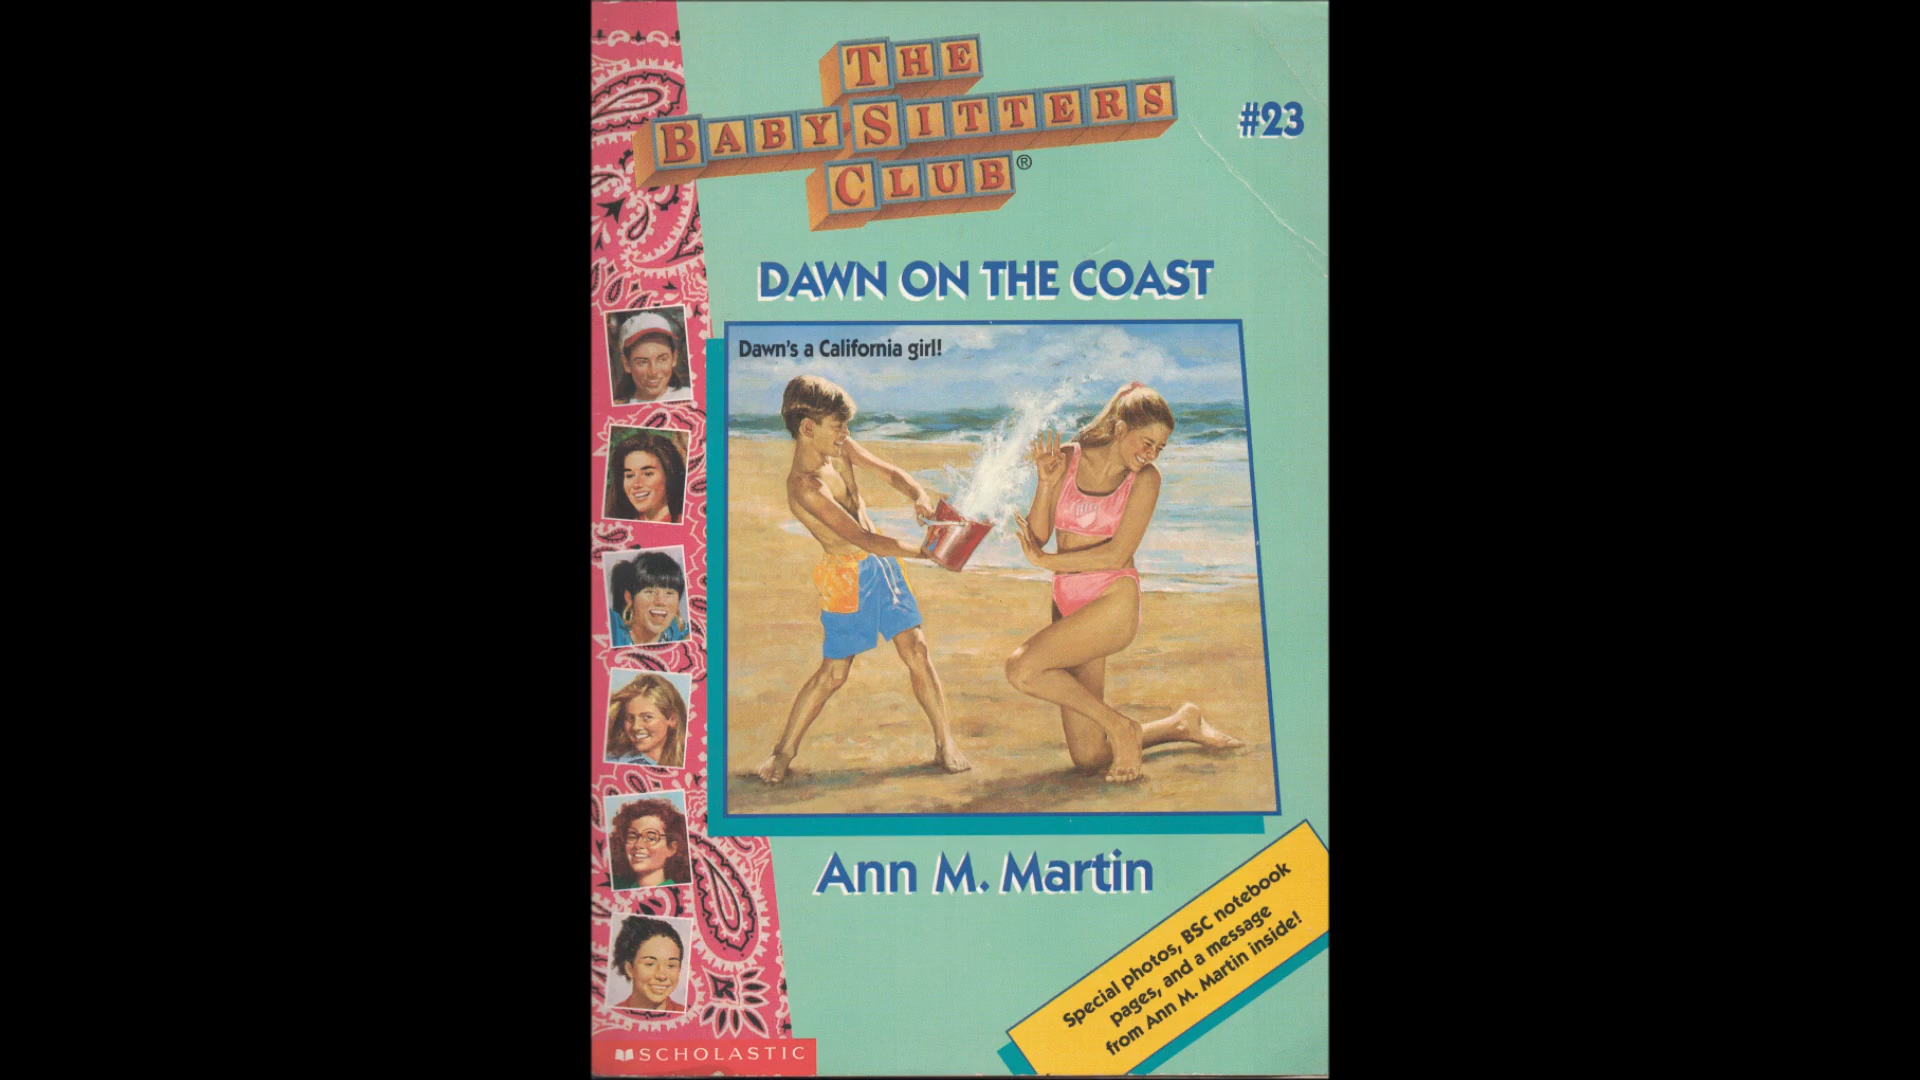 THE
BABY SITTERS
CLUB®
#23
DAWN ON THE COAST
Dawn's a California girl!
Ann M. Martin
Special photos, BSC notebook
pages, and a message
from Ann M. Martin inside!
SCHOLASTIC